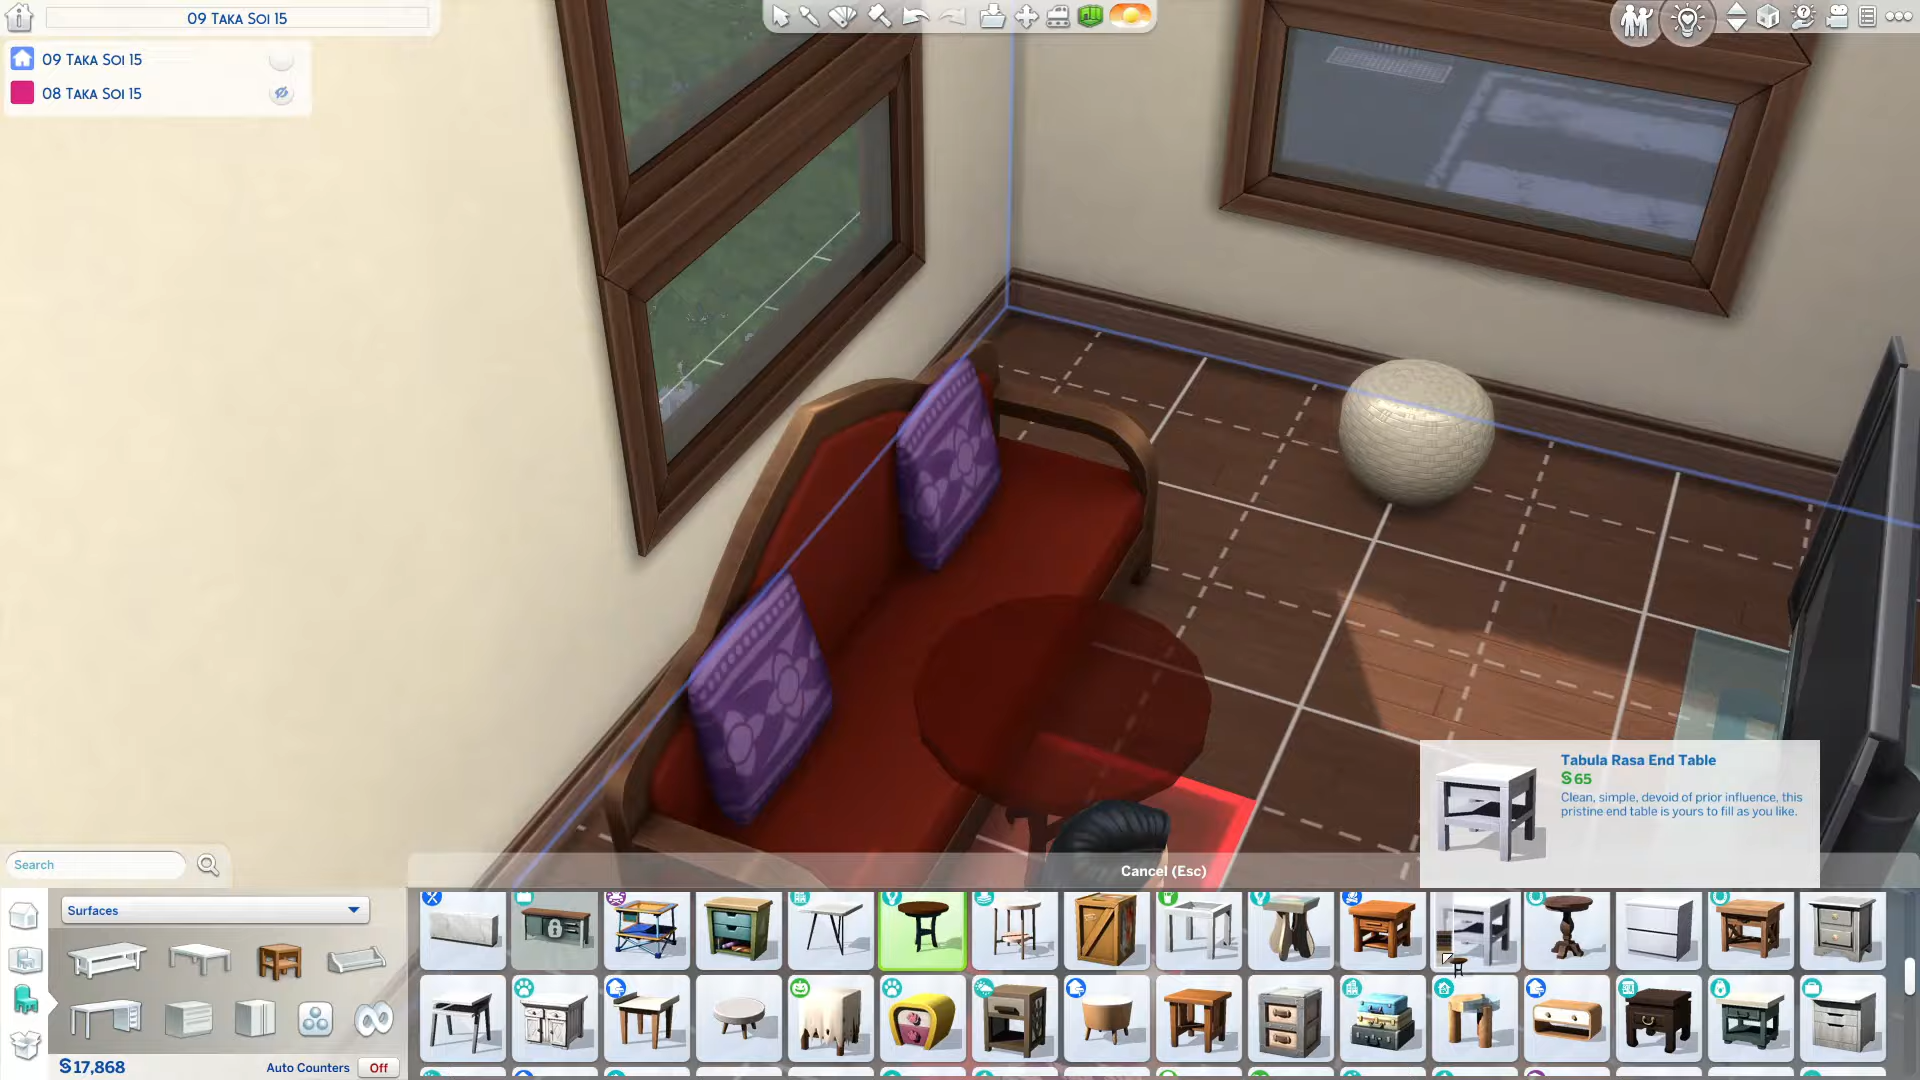 09 Taka Soi 15
09 Taka Soi 15
08 Taka Soi 15
Tabula Rasa End Table
§65
Clean, simple, devoid of prior influence, this
pristine end table is yours to fill as you like.
Search
Cancel (Esc)
Surfaces
§17,868
Auto Counters
Off